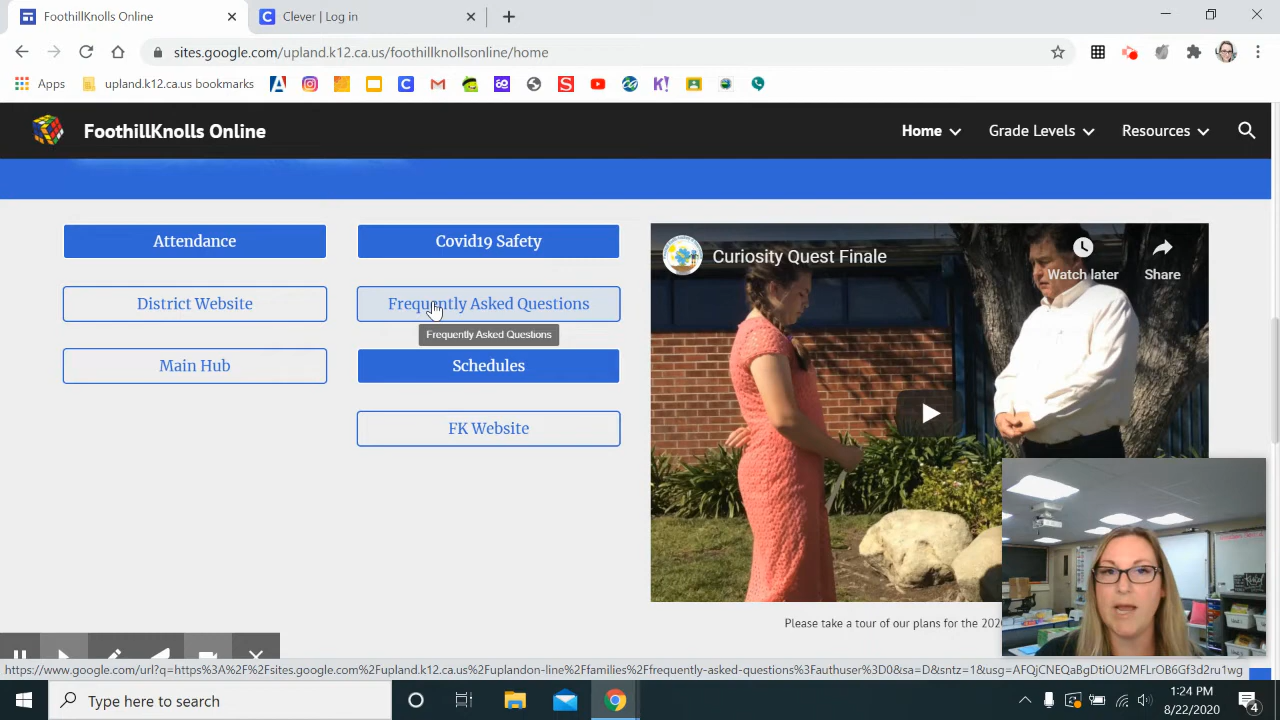 FoothillKnolls Online
Clever | Log in
sites.google.com/upland.k12.ca.us/foothillknollsonline/home
Apps
upland.k12.ca.us bookmarks
FoothillKnolls Online
Home
Grade Levels
Resources
Attendance
Covid19 Safety
District Website
Frequently Asked Questions
Frequently Asked Questions
Main Hub
Schedules
FK Website
Curiosity Quest Finale
Watch later
Share
Please take a tour of our plans for the 202
https://www.google.com/url?q=https%3A%2F%2Fsites.google.com%2Fupland.k12.ca.us%2Fuplandon-line%2Ffamilies%2Ffrequently-asked-questions%3Fauthuser%3D0&sa=D&sntz=1&usg=AFQjCNEQaBgDtiOU2MFLrOB6Gf3d2ru1wg
Type here to search
1:24 PM
8/22/2020
4